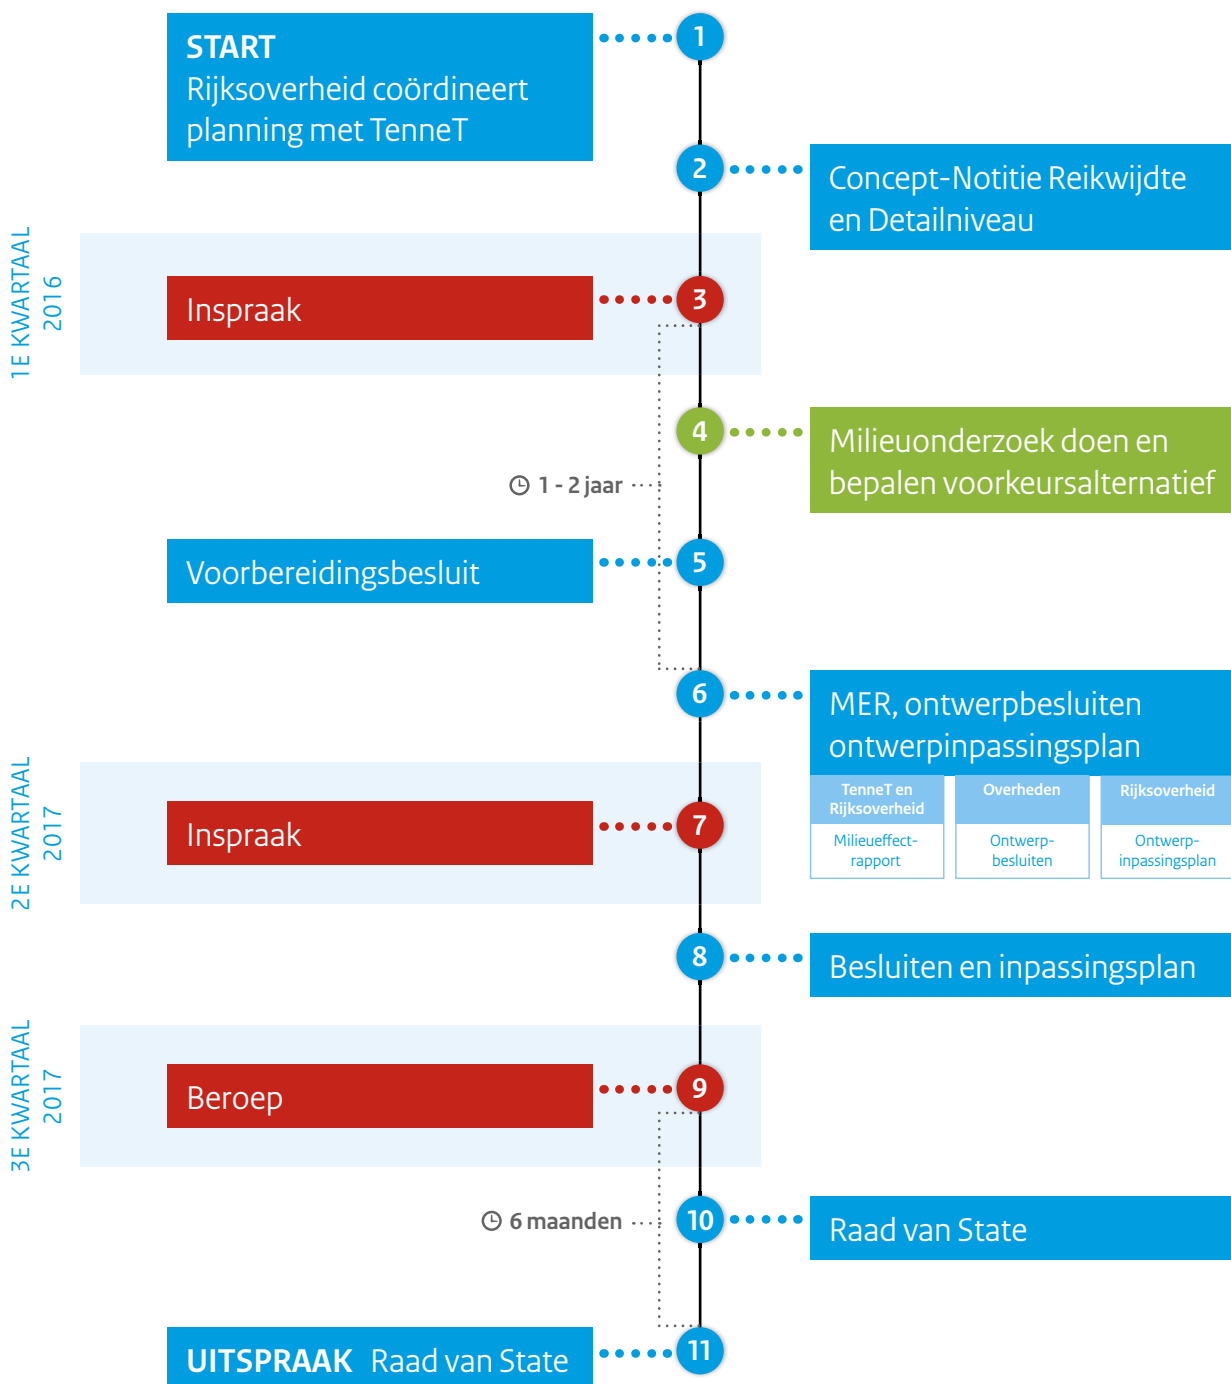 START
Rijksoverheid coördineert
planning met TenneT
1
2
Concept-Notitie Reikwijdte
en Detailniveau
1E KWARTAAL
2016
Inspraak
3
4
Milieuonderzoek doen en
bepalen voorkeursalternatief
1 - 2 jaar
Voorbereidingsbesluit
5
6
MER, ontwerpbesluiten
ontwerpinpassingsplan
TenneT en
Rijksoverheid
Milieueffect-
rapport
Overheden
Ontwerp-
besluiten
Rijksoverheid
Ontwerp-
inpassingsplan
2E KWARTAAL
2017
Inspraak
7
8
Besluiten en inpassingsplan
3E KWARTAAL
2017
Beroep
9
6 maanden
10
Raad van State
UITSPRAAK Raad van State
11